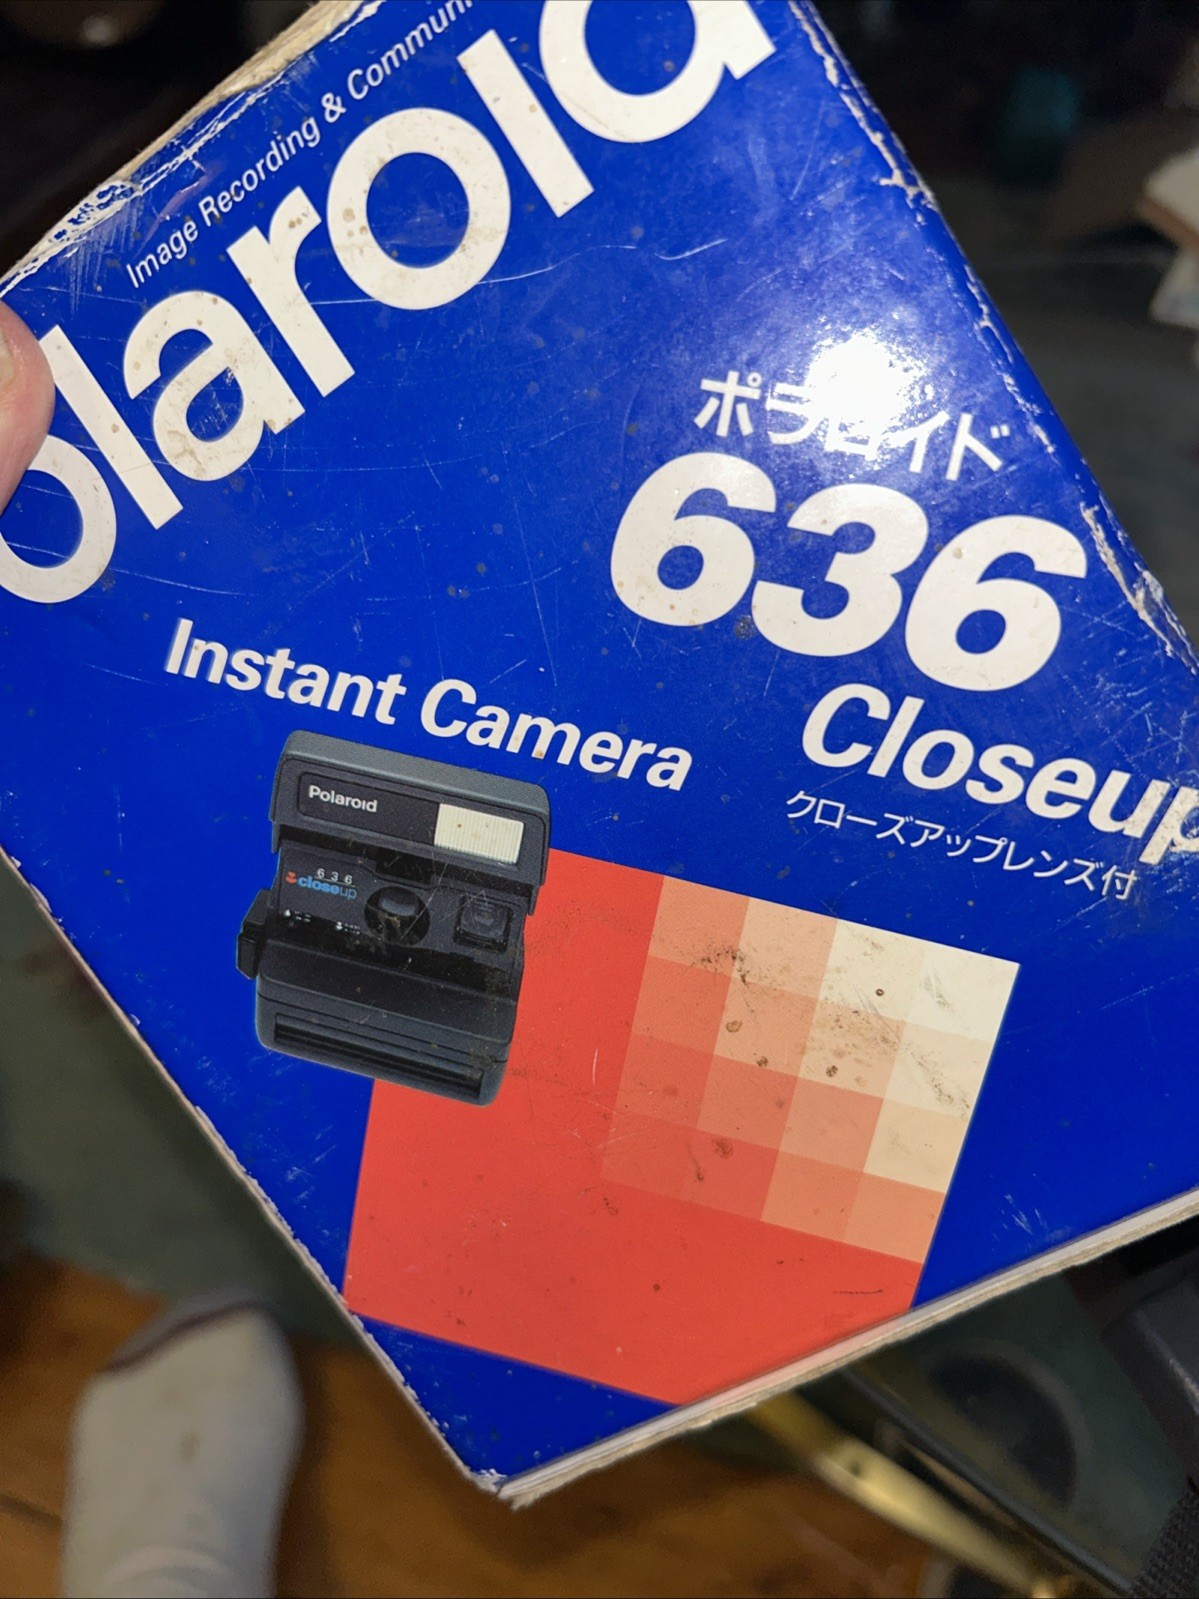 Image Recording & Commun
olaroid
ポラロイド
636
Closeup
クローズアップレンズ付
Instant Camera
Polaroid
636
closeup